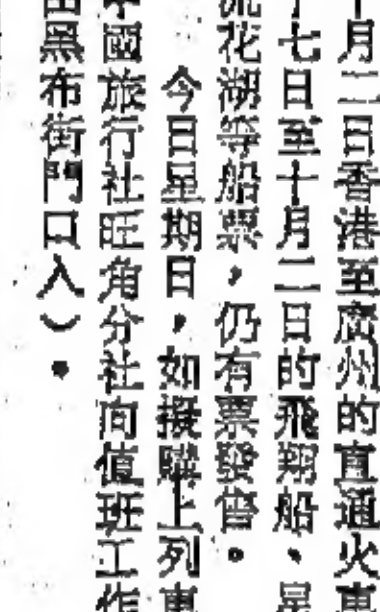 月二日香港至廣州的直通火車
七日至十月二日的飛翔船、星
花湖等船票，仍有票發售。
今日星期日，如擬購上列車
國旅行社旺角分社向值班工作
黑布街門口入）。